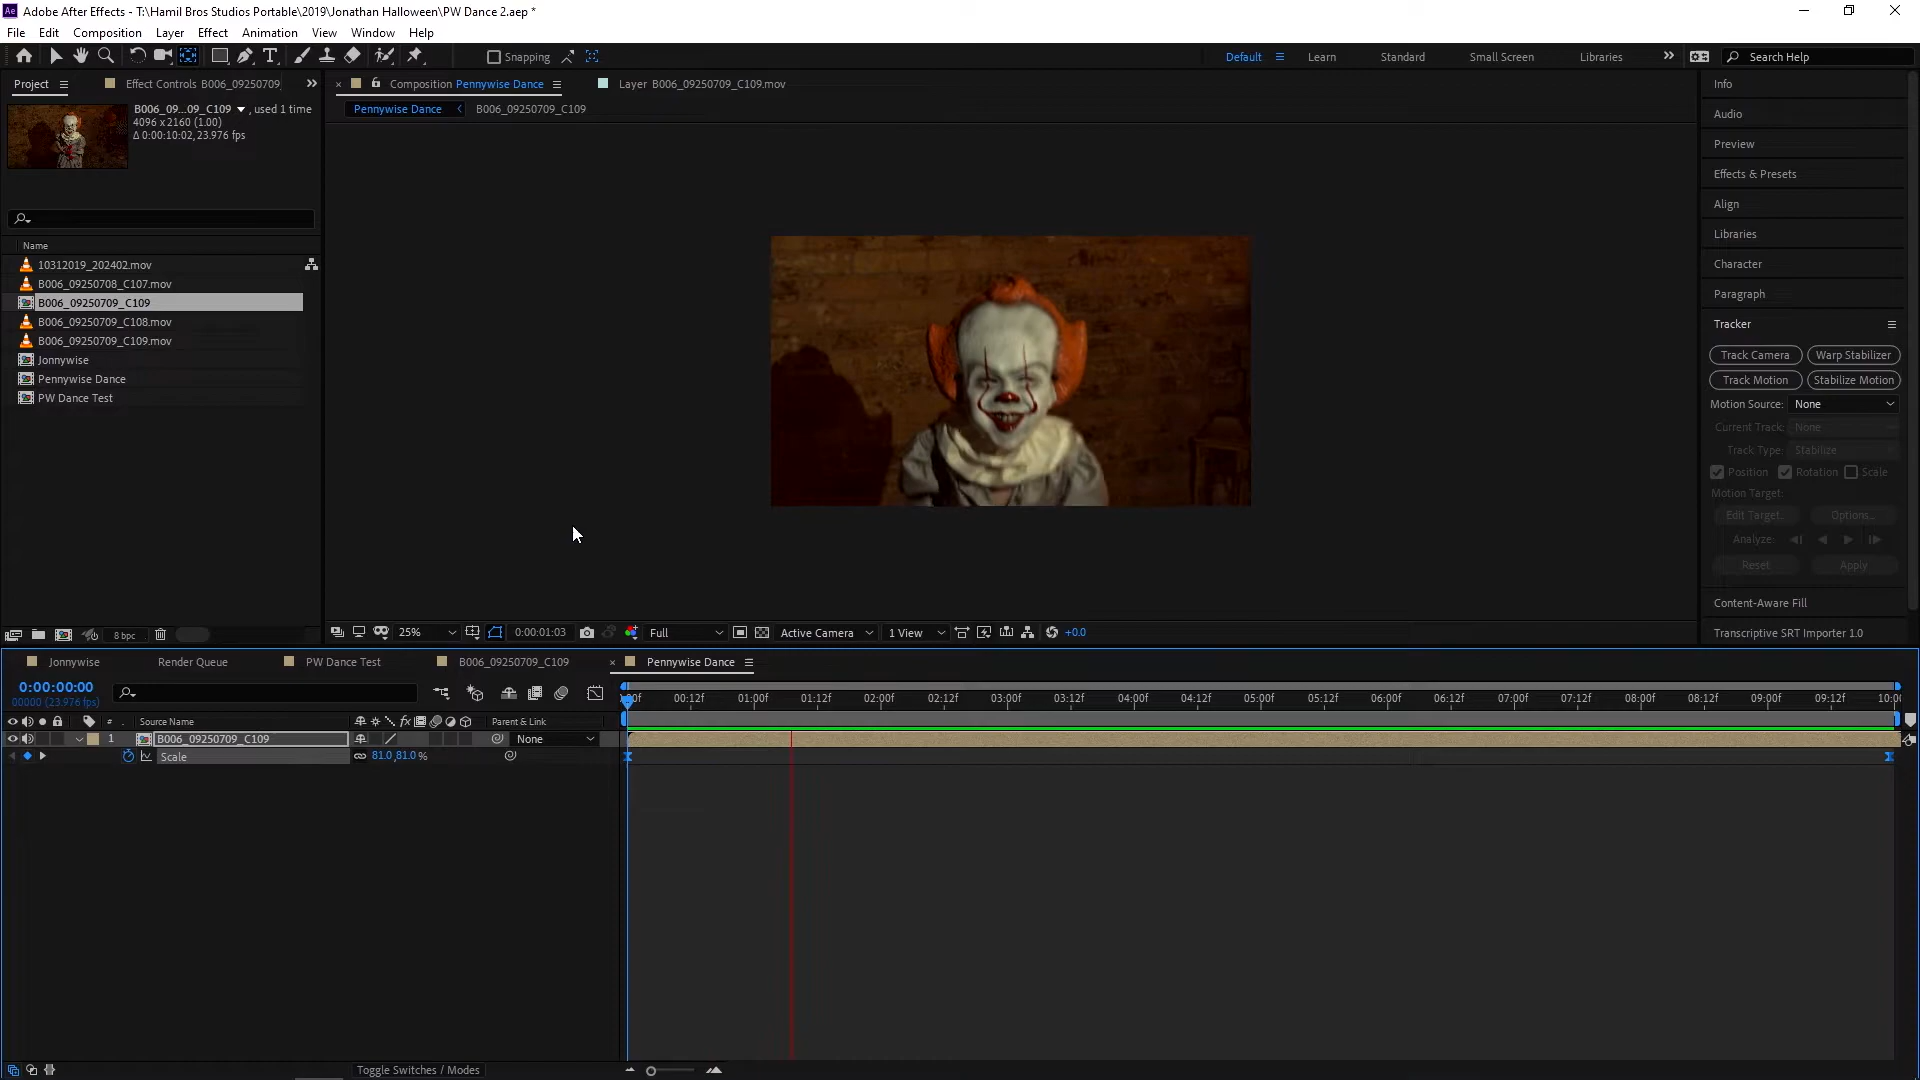 Adobe After Effects - T:\Hamil Bros Studios Portable\2019\Jonathan Halloween\PW Dance 2.aep *
File Edit Composition Layer Effect Animation View Window Help
Snapping
Default Learn Standard Small Screen Libraries Search Help
Project Effect Controls B006_09250709
Composition Pennywise Dance Layer B006_09250709_C109.mov
Pennywise Dance B006_09250709_C109
B006_09...09_C109 , used 1 time
4096 x 2160 (1.00)
Δ 0:00:10:02, 23.976 fps
Name
10312019_202402.mov
B006_09250708_C107.mov
B006_09250709_C109
B006_09250709_C108.mov
B006_09250709_C109.mov
Jonnywise
Pennywise Dance
PW Dance Test
8 bpc
25% 0:00:01:03 Full Active Camera 1 View +0.0
Info
Audio
Preview
Effects & Presets
Align
Libraries
Character
Paragraph
Tracker
Track Camera Warp Stabilizer
Track Motion Stabilize Motion
Motion Source: None
Current Track: None
Track Type: Stabilize
Position Rotation Scale
Motion Target:
Edit Target... Options...
Analyze:
Reset Apply
Content-Aware Fill
Transcriptive SRT Importer 1.0
Jonnywise Render Queue PW Dance Test B006_09250709_C109 Pennywise Dance
0:00:00:00
00000 (23.976 fps)
:00f 00:12f 01:00f 01:12f 02:00f 02:12f 03:00f 03:12f 04:00f 04:12f 05:00f 05:12f 06:00f 06:12f 07:00f 07:12f 08:00f 08:12f 09:00f 09:12f 10:0
# Source Name Parent & Link
1 B006_09250709_C109 None
Scale 81.0,81.0 %
Toggle Switches / Modes